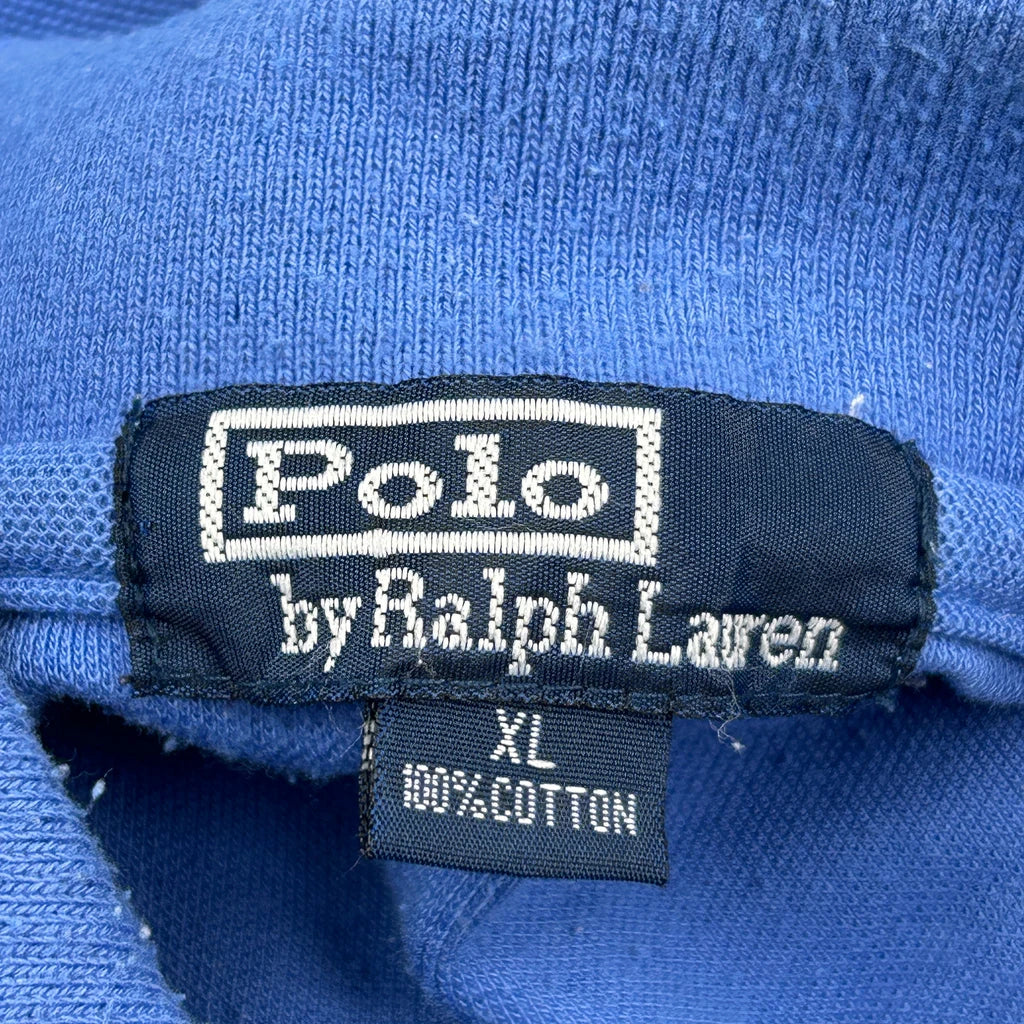 Polo
by Ralph Lauren
XL
100% COTTON